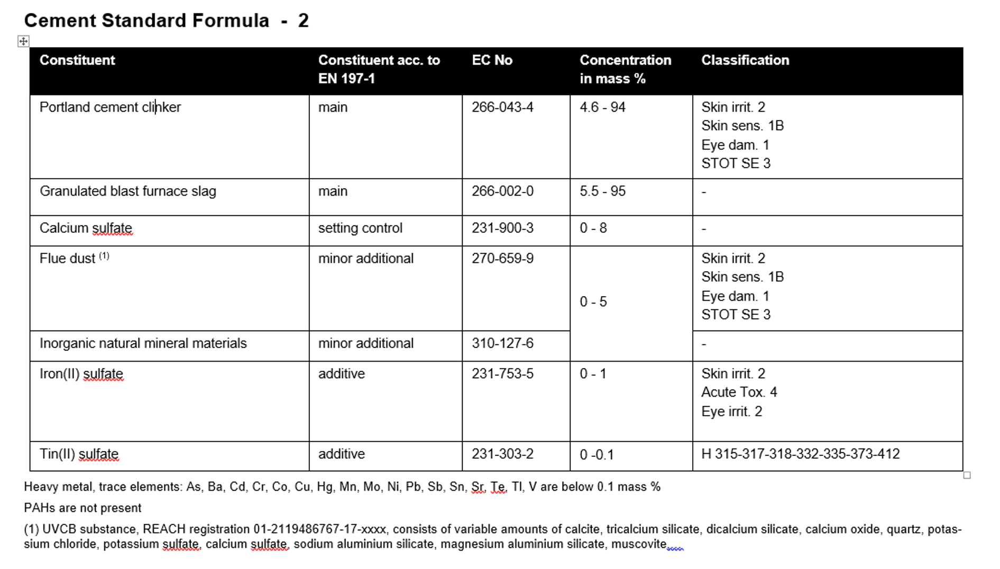 Cement Standard Formula - 2
Constituent
Constituent acc. to
EN 197-1
EC No
Concentration
in mass %
Classification
Portland cement clinker
main
266-043-4
4.6 - 94
Skin irrit. 2
Skin sens. 1B
Eye dam. 1
STOT SE 3
Granulated blast furnace slag
main
266-002-0
5.5 - 95
-
Calcium sulfate
setting control
231-900-3
0 - 8
-
Flue dust (1)
minor additional
270-659-9
0 - 5
Skin irrit. 2
Skin sens. 1B
Eye dam. 1
STOT SE 3
Inorganic natural mineral materials
minor additional
310-127-6
-
Iron(II) sulfate
additive
231-753-5
0 - 1
Skin irrit. 2
Acute Tox. 4
Eye irrit. 2
Tin(II) sulfate
additive
231-303-2
0 -0.1
H 315-317-318-332-335-373-412
Heavy metal, trace elements: As, Ba, Cd, Cr, Co, Cu, Hg, Mn, Mo, Ni, Pb, Sb, Sn, Sr, Te, Tl, V are below 0.1 mass %
PAHs are not present
(1) UVCB substance, REACH registration 01-2119486767-17-xxxx, consists of variable amounts of calcite, tricalcium silicate, dicalcium silicate, calcium oxide, quartz, potas-
sium chloride, potassium sulfate, calcium sulfate, sodium aluminium silicate, magnesium aluminium silicate, muscovite